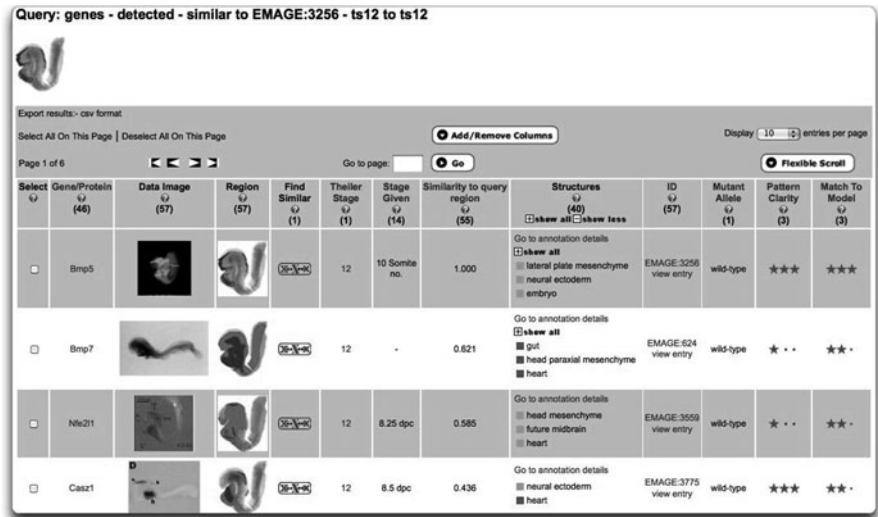 Query: genes - detected - similar to EMAGE:3256 - ts12 to ts12
Export results:- csv format
Select All On This Page | Deselect All On This Page
Add/Remove Columns
Display 10 entries per page
Page 1 of 6
Go to page:
Go
Flexible Scroll
Select Gene/Protein (46) Data Image (57) Region (57) Find Similar (1) Theiler Stage (1) Stage Given (14) Similarity to query region (55) Structures (40) show all show less ID (57) Mutant Allele (1) Pattern Clarity (3) Match To Model (3)
Go to annotation details
show all
Bmp5 12 10 Somite no. 1.000
lateral plate mesenchyme
neural ectoderm
embryo
EMAGE:3256 view entry wild-type
Go to annotation details
show all
Bmp7 12 - 0.621
gut
head paraxial mesenchyme
heart
EMAGE:624 view entry wild-type
Go to annotation details
Nfe2l1 12 8.25 dpc 0.585
head mesenchyme
future midbrain
heart
EMAGE:3559 view entry wild-type
D
Go to annotation details
Casz1 12 8.5 dpc 0.436
neural ectoderm
heart
EMAGE:3775 view entry wild-type